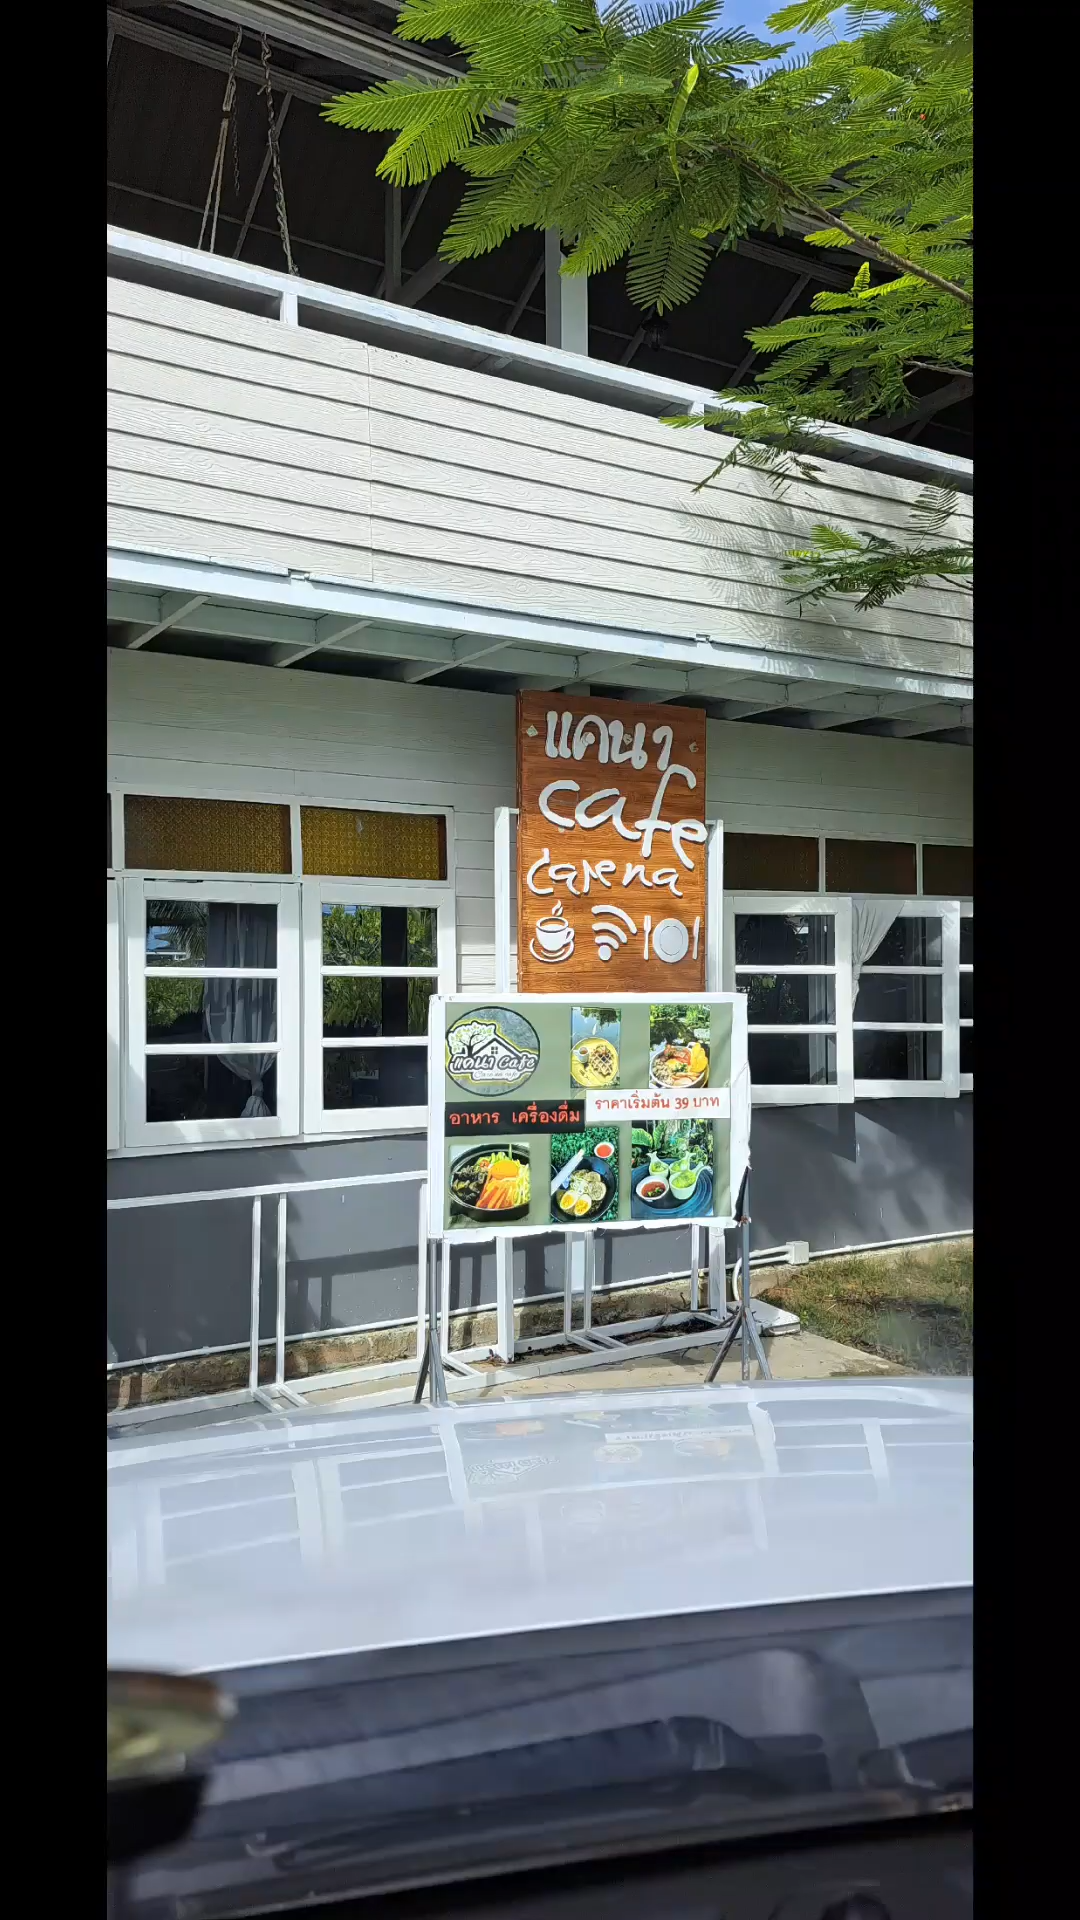 แคนา
cafe
carena
แคนา Cafe
อาหาร เครื่องดื่ม
ราคาเริ่มต้น 39 บาท